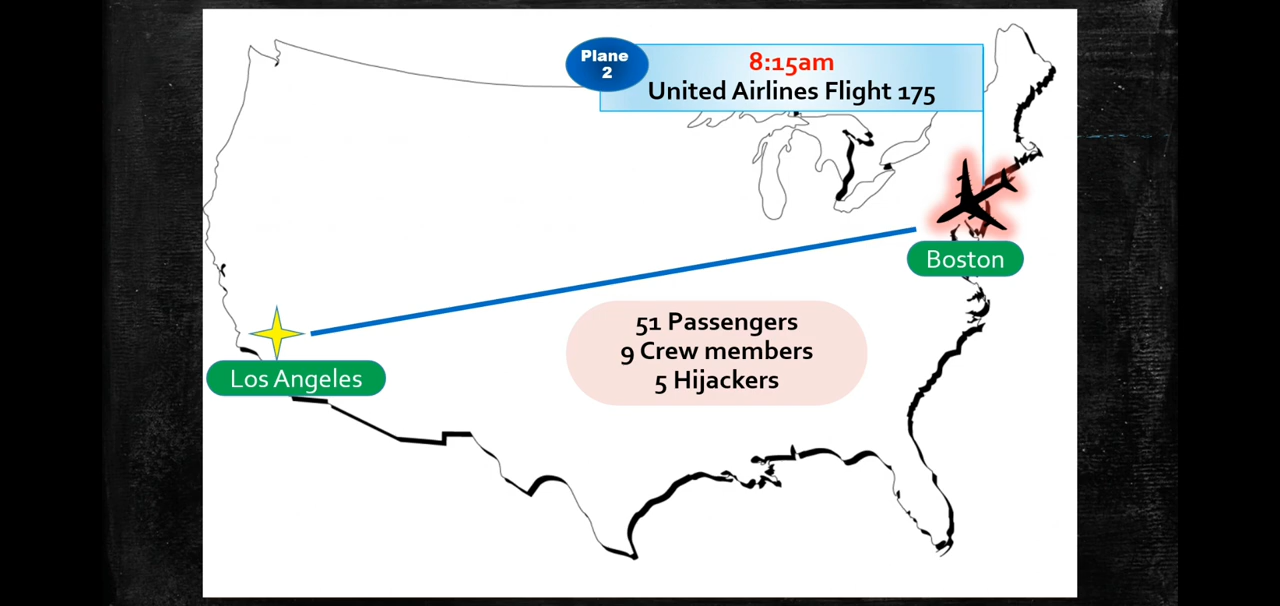 Plane
2
8:15am
United Airlines Flight 175
Boston
51 Passengers
9 Crew members
5 Hijackers
Los Angeles